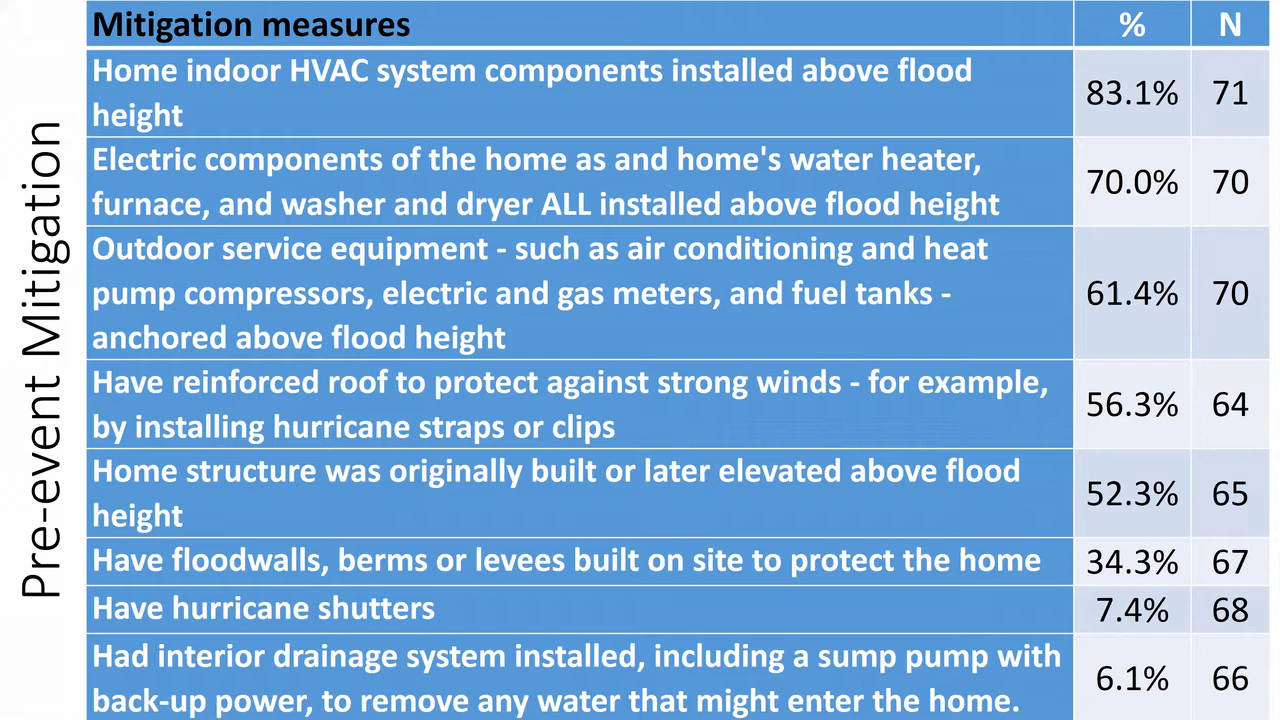 Pre-event Mitigation
Mitigation measures % N
Home indoor HVAC system components installed above flood
height 83.1% 71
Electric components of the home as and home's water heater,
furnace, and washer and dryer ALL installed above flood height 70.0% 70
Outdoor service equipment - such as air conditioning and heat
pump compressors, electric and gas meters, and fuel tanks -
anchored above flood height 61.4% 70
Have reinforced roof to protect against strong winds - for example,
by installing hurricane straps or clips 56.3% 64
Home structure was originally built or later elevated above flood
height 52.3% 65
Have floodwalls, berms or levees built on site to protect the home 34.3% 67
Have hurricane shutters 7.4% 68
Had interior drainage system installed, including a sump pump with
back-up power, to remove any water that might enter the home. 6.1% 66